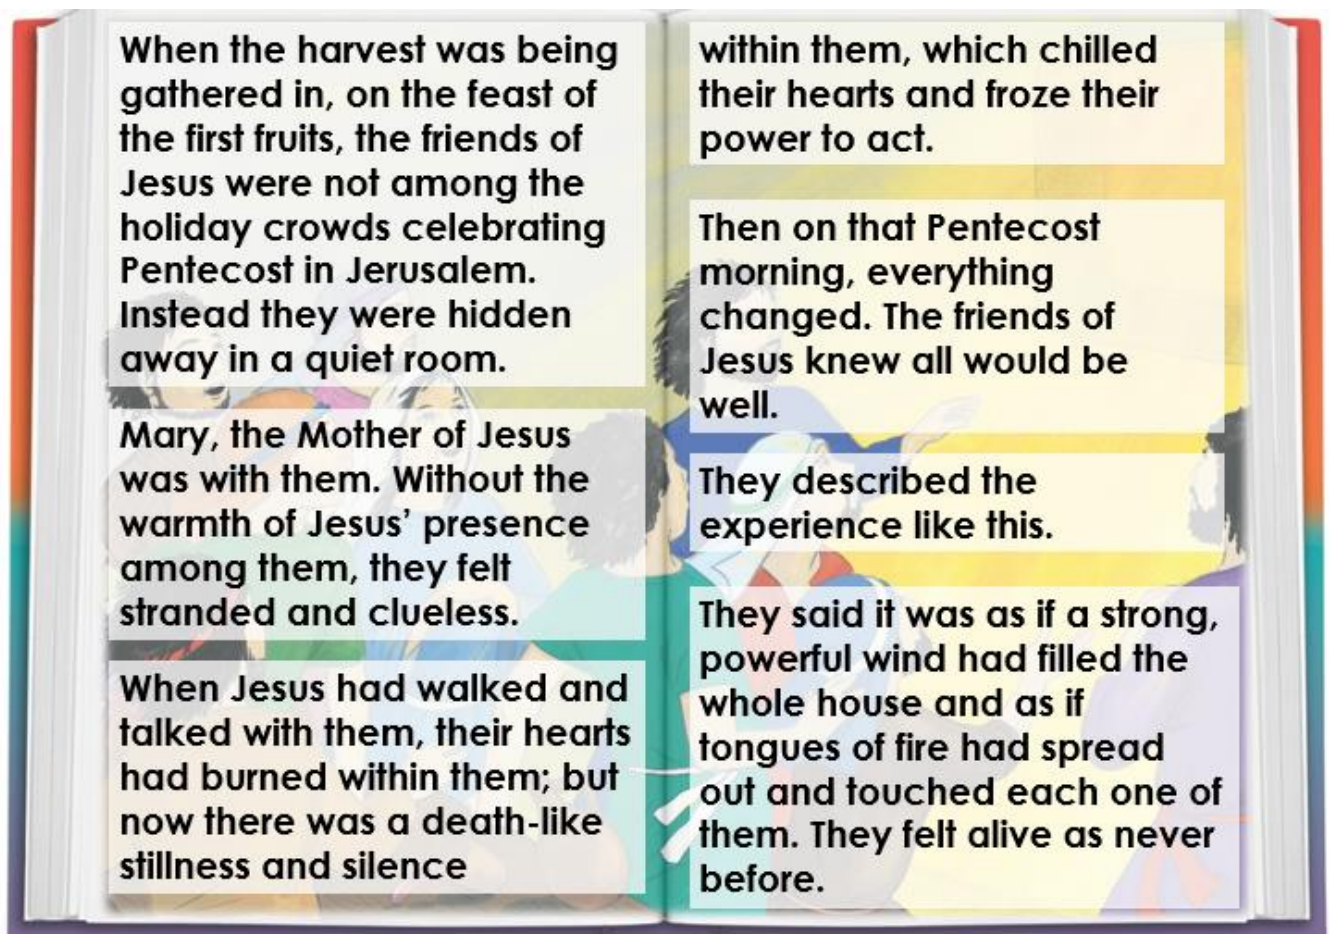 When the harvest was being
gathered in, on the feast of
the first fruits, the friends of
Jesus were not among the
holiday crowds celebrating
Pentecost in Jerusalem.
Instead they were hidden
away in a quiet room.
Mary, the Mother of Jesus
was with them. Without the
warmth of Jesus’ presence
among them, they felt
stranded and clueless.
When Jesus had walked and
talked with them, their hearts
had burned within them; but
now there was a death-like
stillness and silence
within them, which chilled
their hearts and froze their
power to act.
Then on that Pentecost
morning, everything
changed. The friends of
Jesus knew all would be
well.
They described the
experience like this.
They said it was as if a strong,
powerful wind had filled the
whole house and as if
tongues of fire had spread
out and touched each one of
them. They felt alive as never
before.